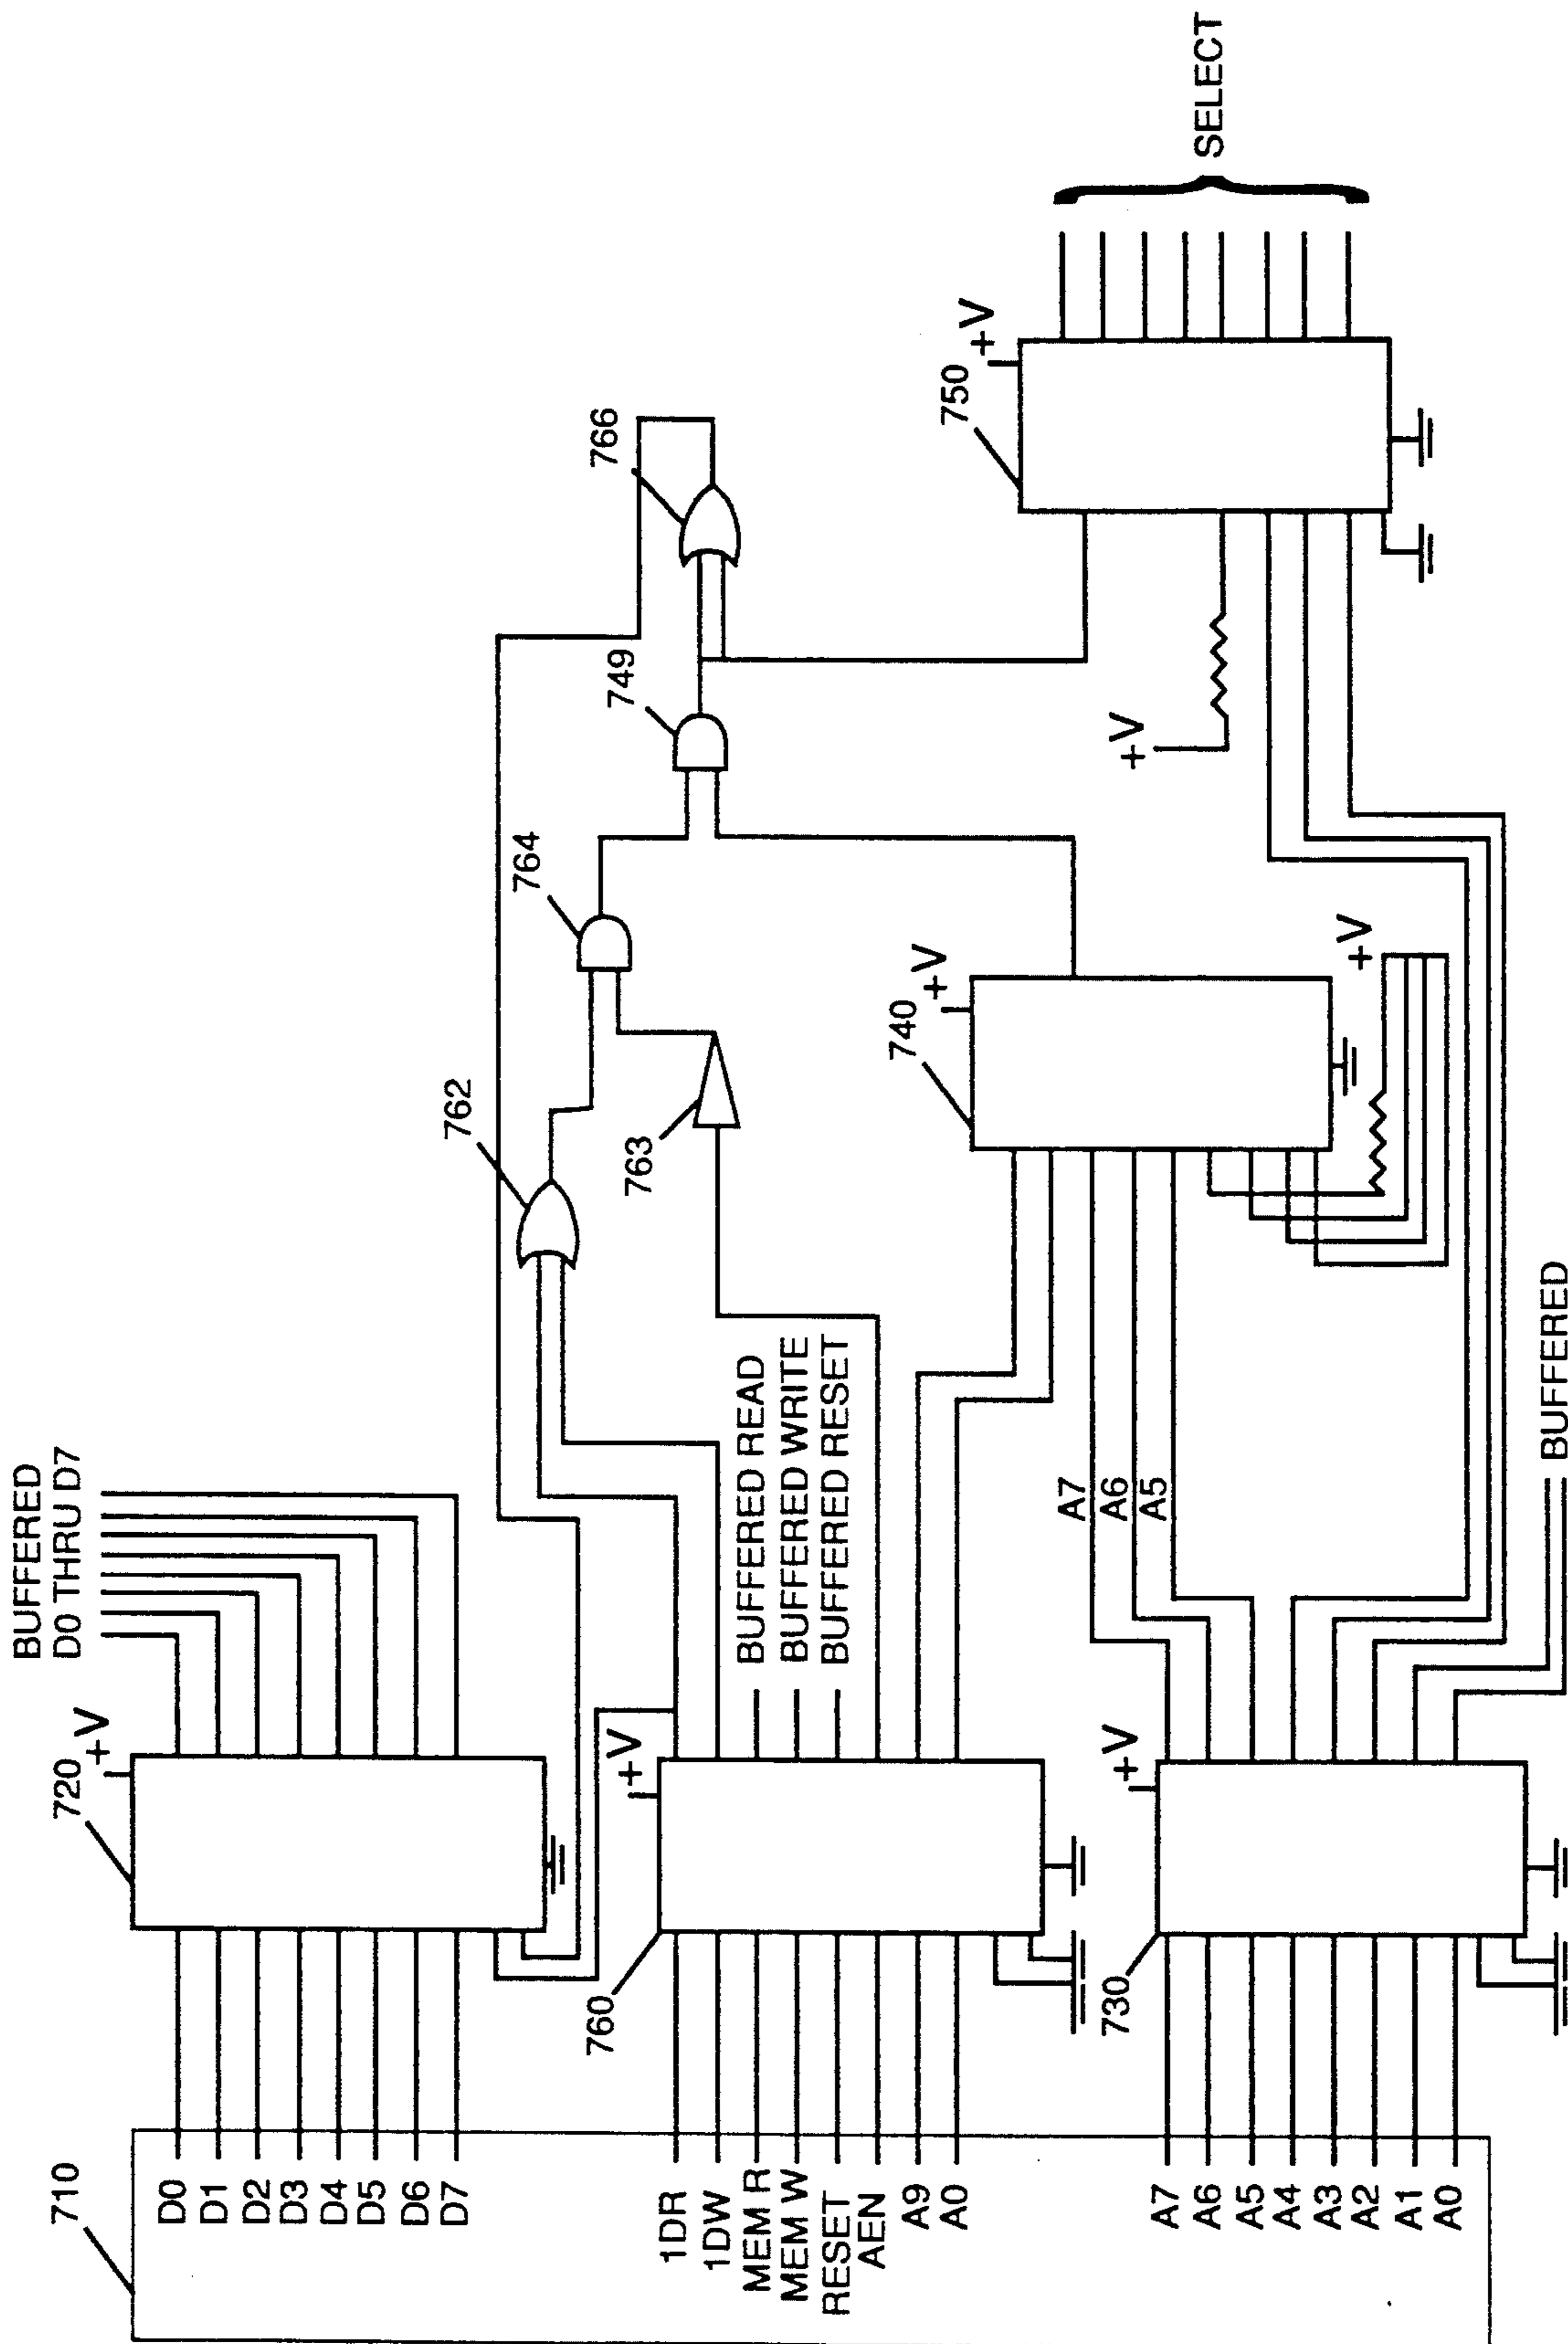 710
D0
D1
D2
D3
D4
D5
D6
D7
1DR
1DW
MEM R
MEM W
RESET
AEN
A9
A0
A7
A6
A5
A4
A3
A2
A1
A0
720
+V
BUFFERED
D0 THRU D7
760
+V
BUFFERED READ
BUFFERED WRITE
BUFFERED RESET
730
+V
A7
A6
A5
BUFFERED
762
763
764
740
+V
+V
749
766
+V
750
+V
SELECT